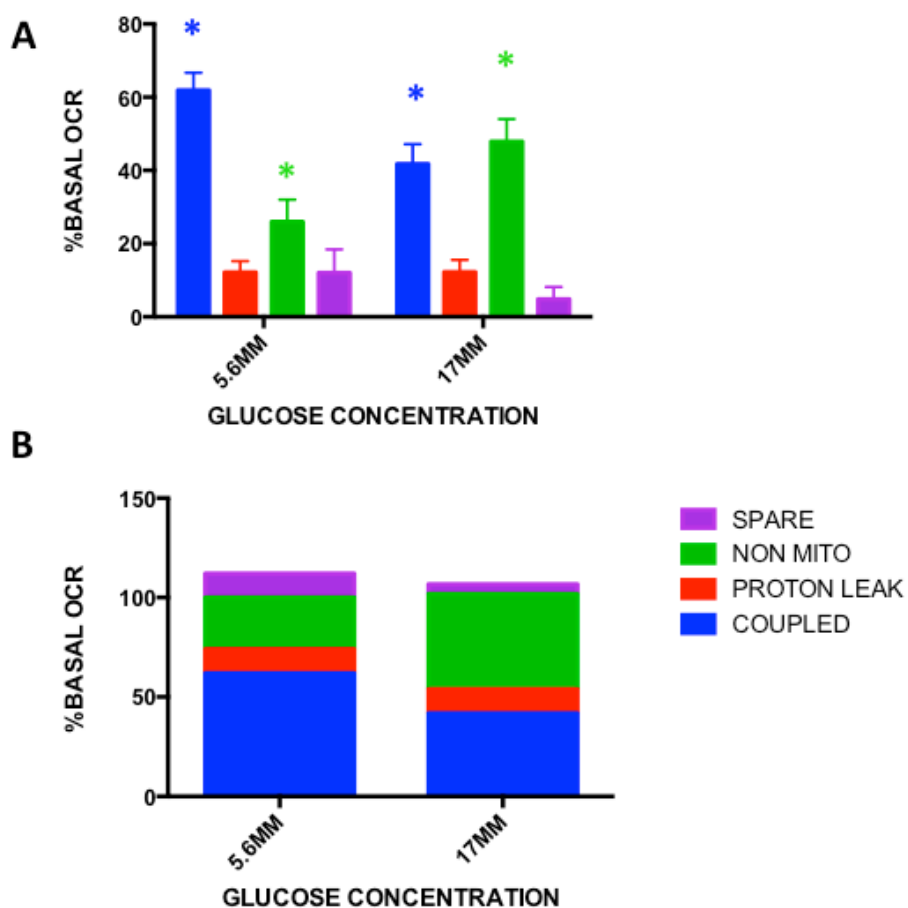 A
%BASAL OCR
80
*
*
*
*
60
40
20
0
5.6MM
17MM
GLUCOSE CONCENTRATION
B
%BASAL OCR
150
100
50
0
5.6MM
17MM
GLUCOSE CONCENTRATION
SPARE
NON MITO
PROTON LEAK
COUPLED